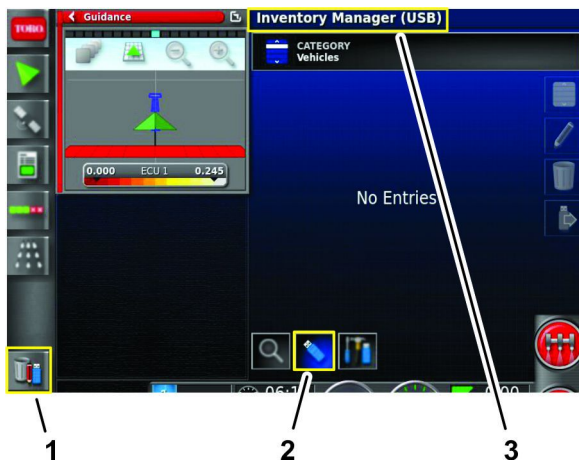 TORO
Guidance
Inventory Manager (USB)
CATEGORY
Vehicles
0.000 ECU 1 0.245
No Entries
1
2
3